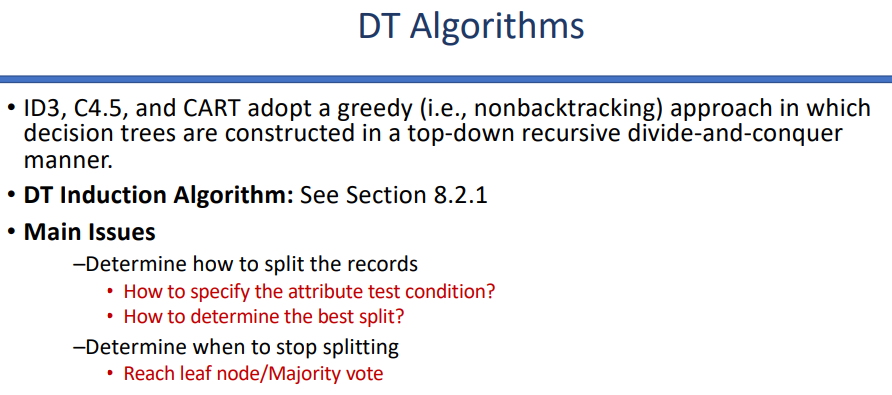 DT Algorithms
• ID3, C4.5, and CART adopt a greedy (i.e., nonbacktracking) approach in which
decision trees are constructed in a top-down recursive divide-and-conquer
manner.
• DT Induction Algorithm: See Section 8.2.1
• Main Issues
–Determine how to split the records
• How to specify the attribute test condition?
• How to determine the best split?
–Determine when to stop splitting
• Reach leaf node/Majority vote